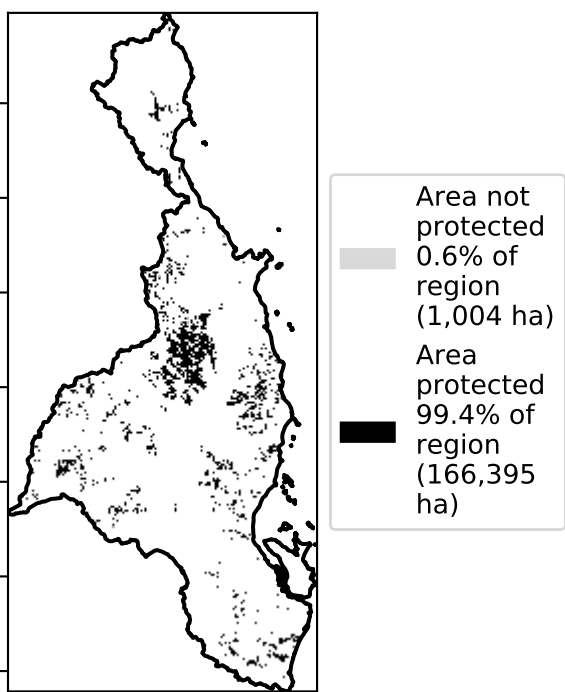 Area not
protected
0.6% of
region
(1,004 ha)
Area
protected
99.4% of
region
(166,395
ha)